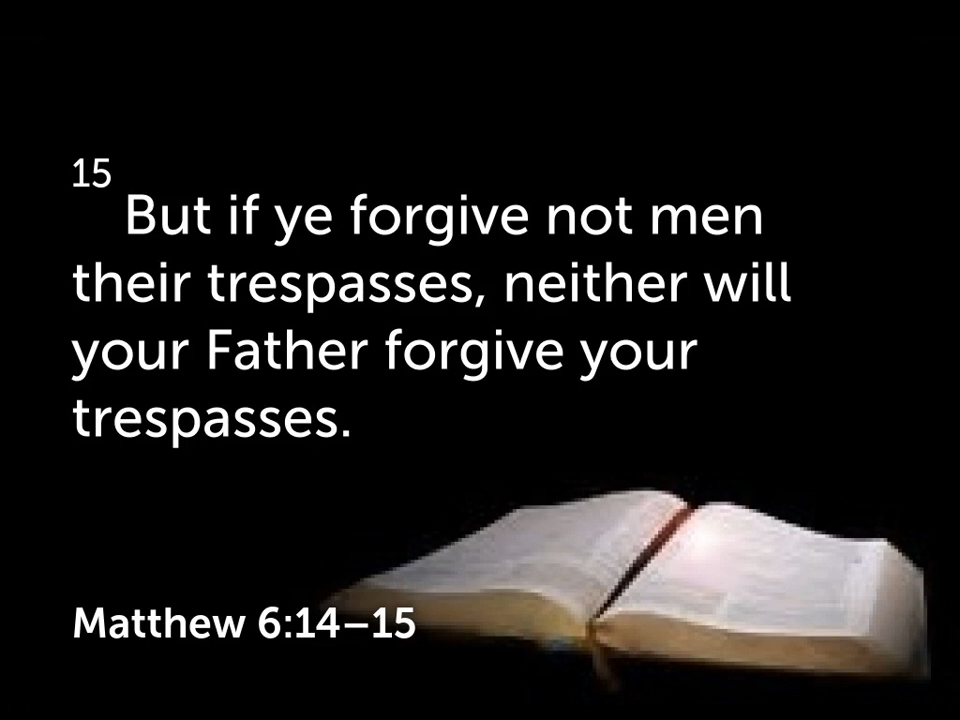 15
But if ye forgive not men
their trespasses, neither will
your Father forgive your
trespasses.
Matthew 6:14–15